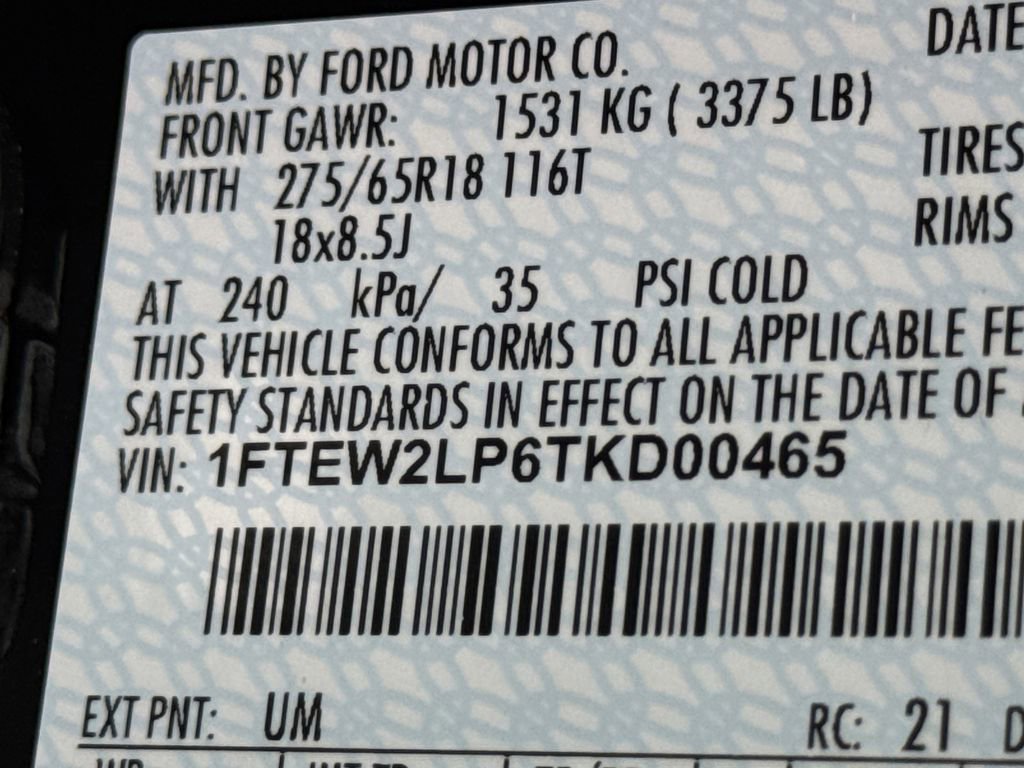 MFD. BY FORD MOTOR CO.
DATE
FRONT GAWR: 1531 KG ( 3375 LB)
WITH 275/65R18 116T
TIRES
18x8.5J
RIMS
AT 240 kPa/ 35 PSI COLD
THIS VEHICLE CONFORMS TO ALL APPLICABLE FE
SAFETY STANDARDS IN EFFECT ON THE DATE OF
VIN: 1FTEW2LP6TKD00465
EXT PNT: UM RC: 21 D